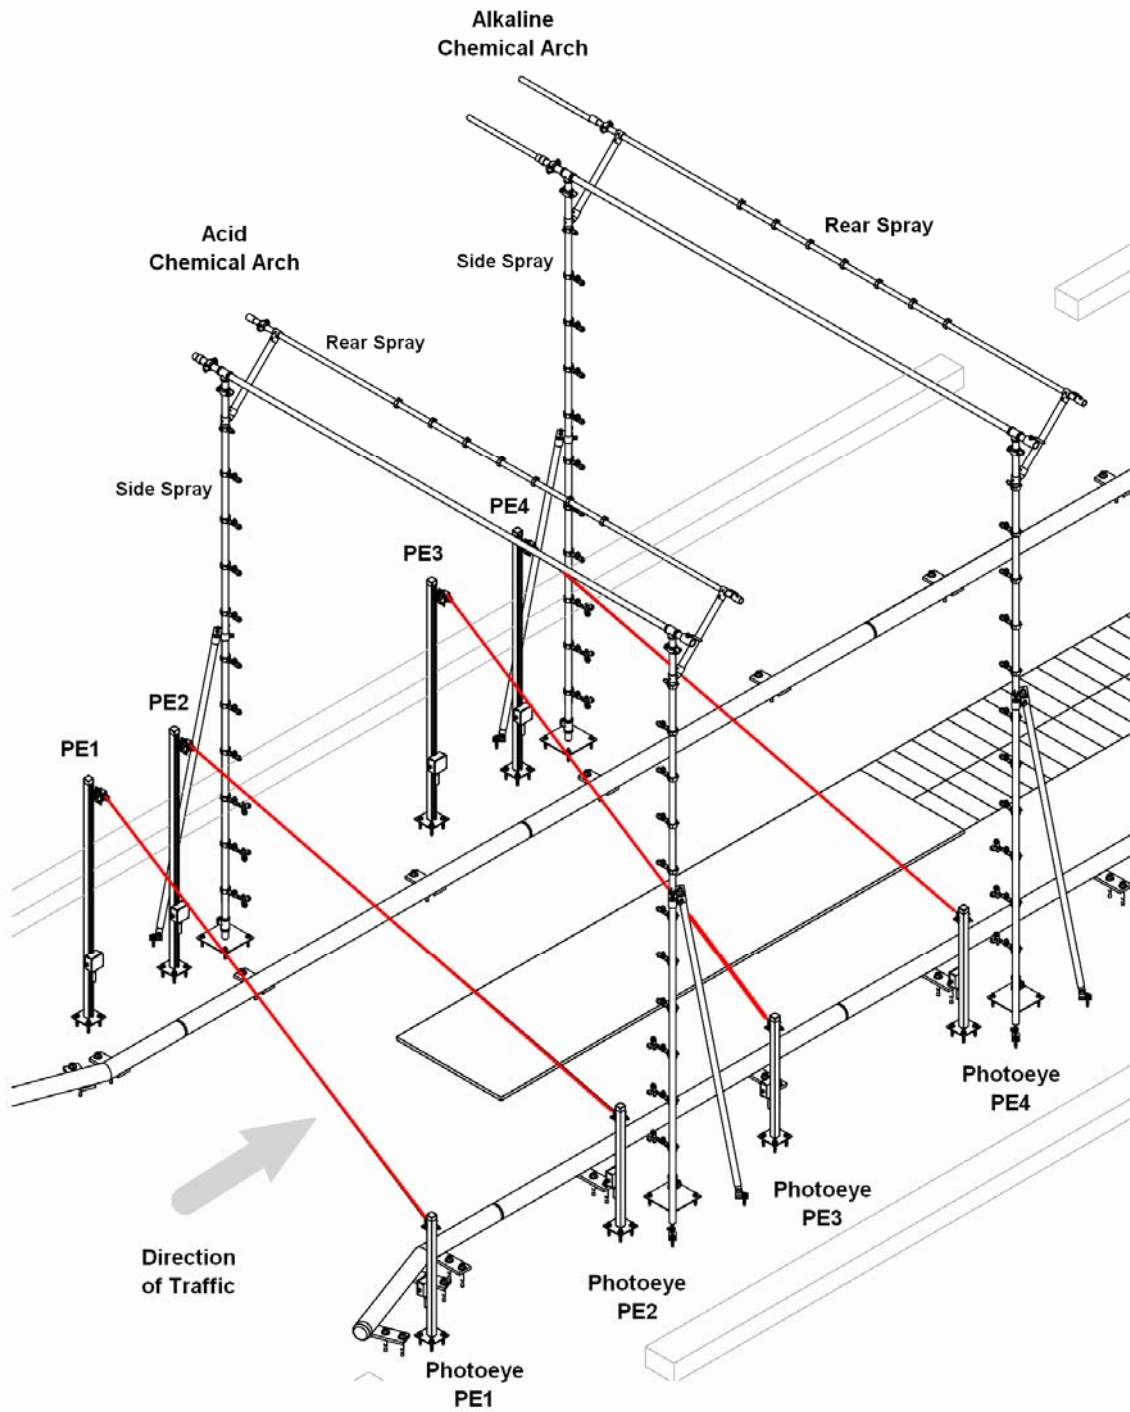 Alkaline
Chemical Arch
Acid
Chemical Arch
Rear Spray
Side Spray
Rear Spray
Side Spray
PE4
PE3
PE2
PE1
Photoeye
PE4
Photoeye
PE3
Direction
of Traffic
Photoeye
PE2
Photoeye
PE1